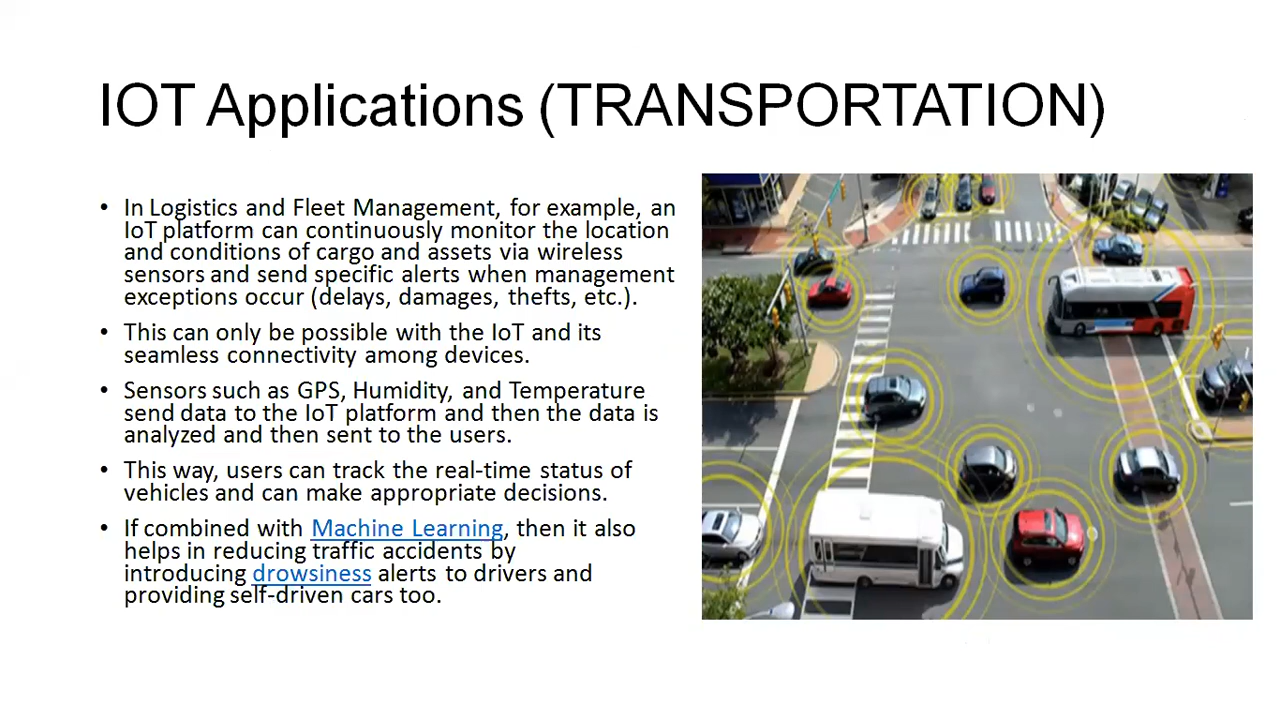 IOT Applications (TRANSPORTATION)
• In Logistics and Fleet Management, for example, an
IoT platform can continuously monitor the location
and conditions of cargo and assets via wireless
sensors and send specific alerts when management
exceptions occur (delays, damages, thefts, etc.).
• This can only be possible with the IoT and its
seamless connectivity among devices.
• Sensors such as GPS, Humidity, and Temperature
send data to the IoT platform and then the data is
analyzed and then sent to the users.
• This way, users can track the real-time status of
vehicles and can make appropriate decisions.
• If combined with Machine Learning, then it also
helps in reducing traffic accidents by
introducing drowsiness alerts to drivers and
providing self-driven cars too.